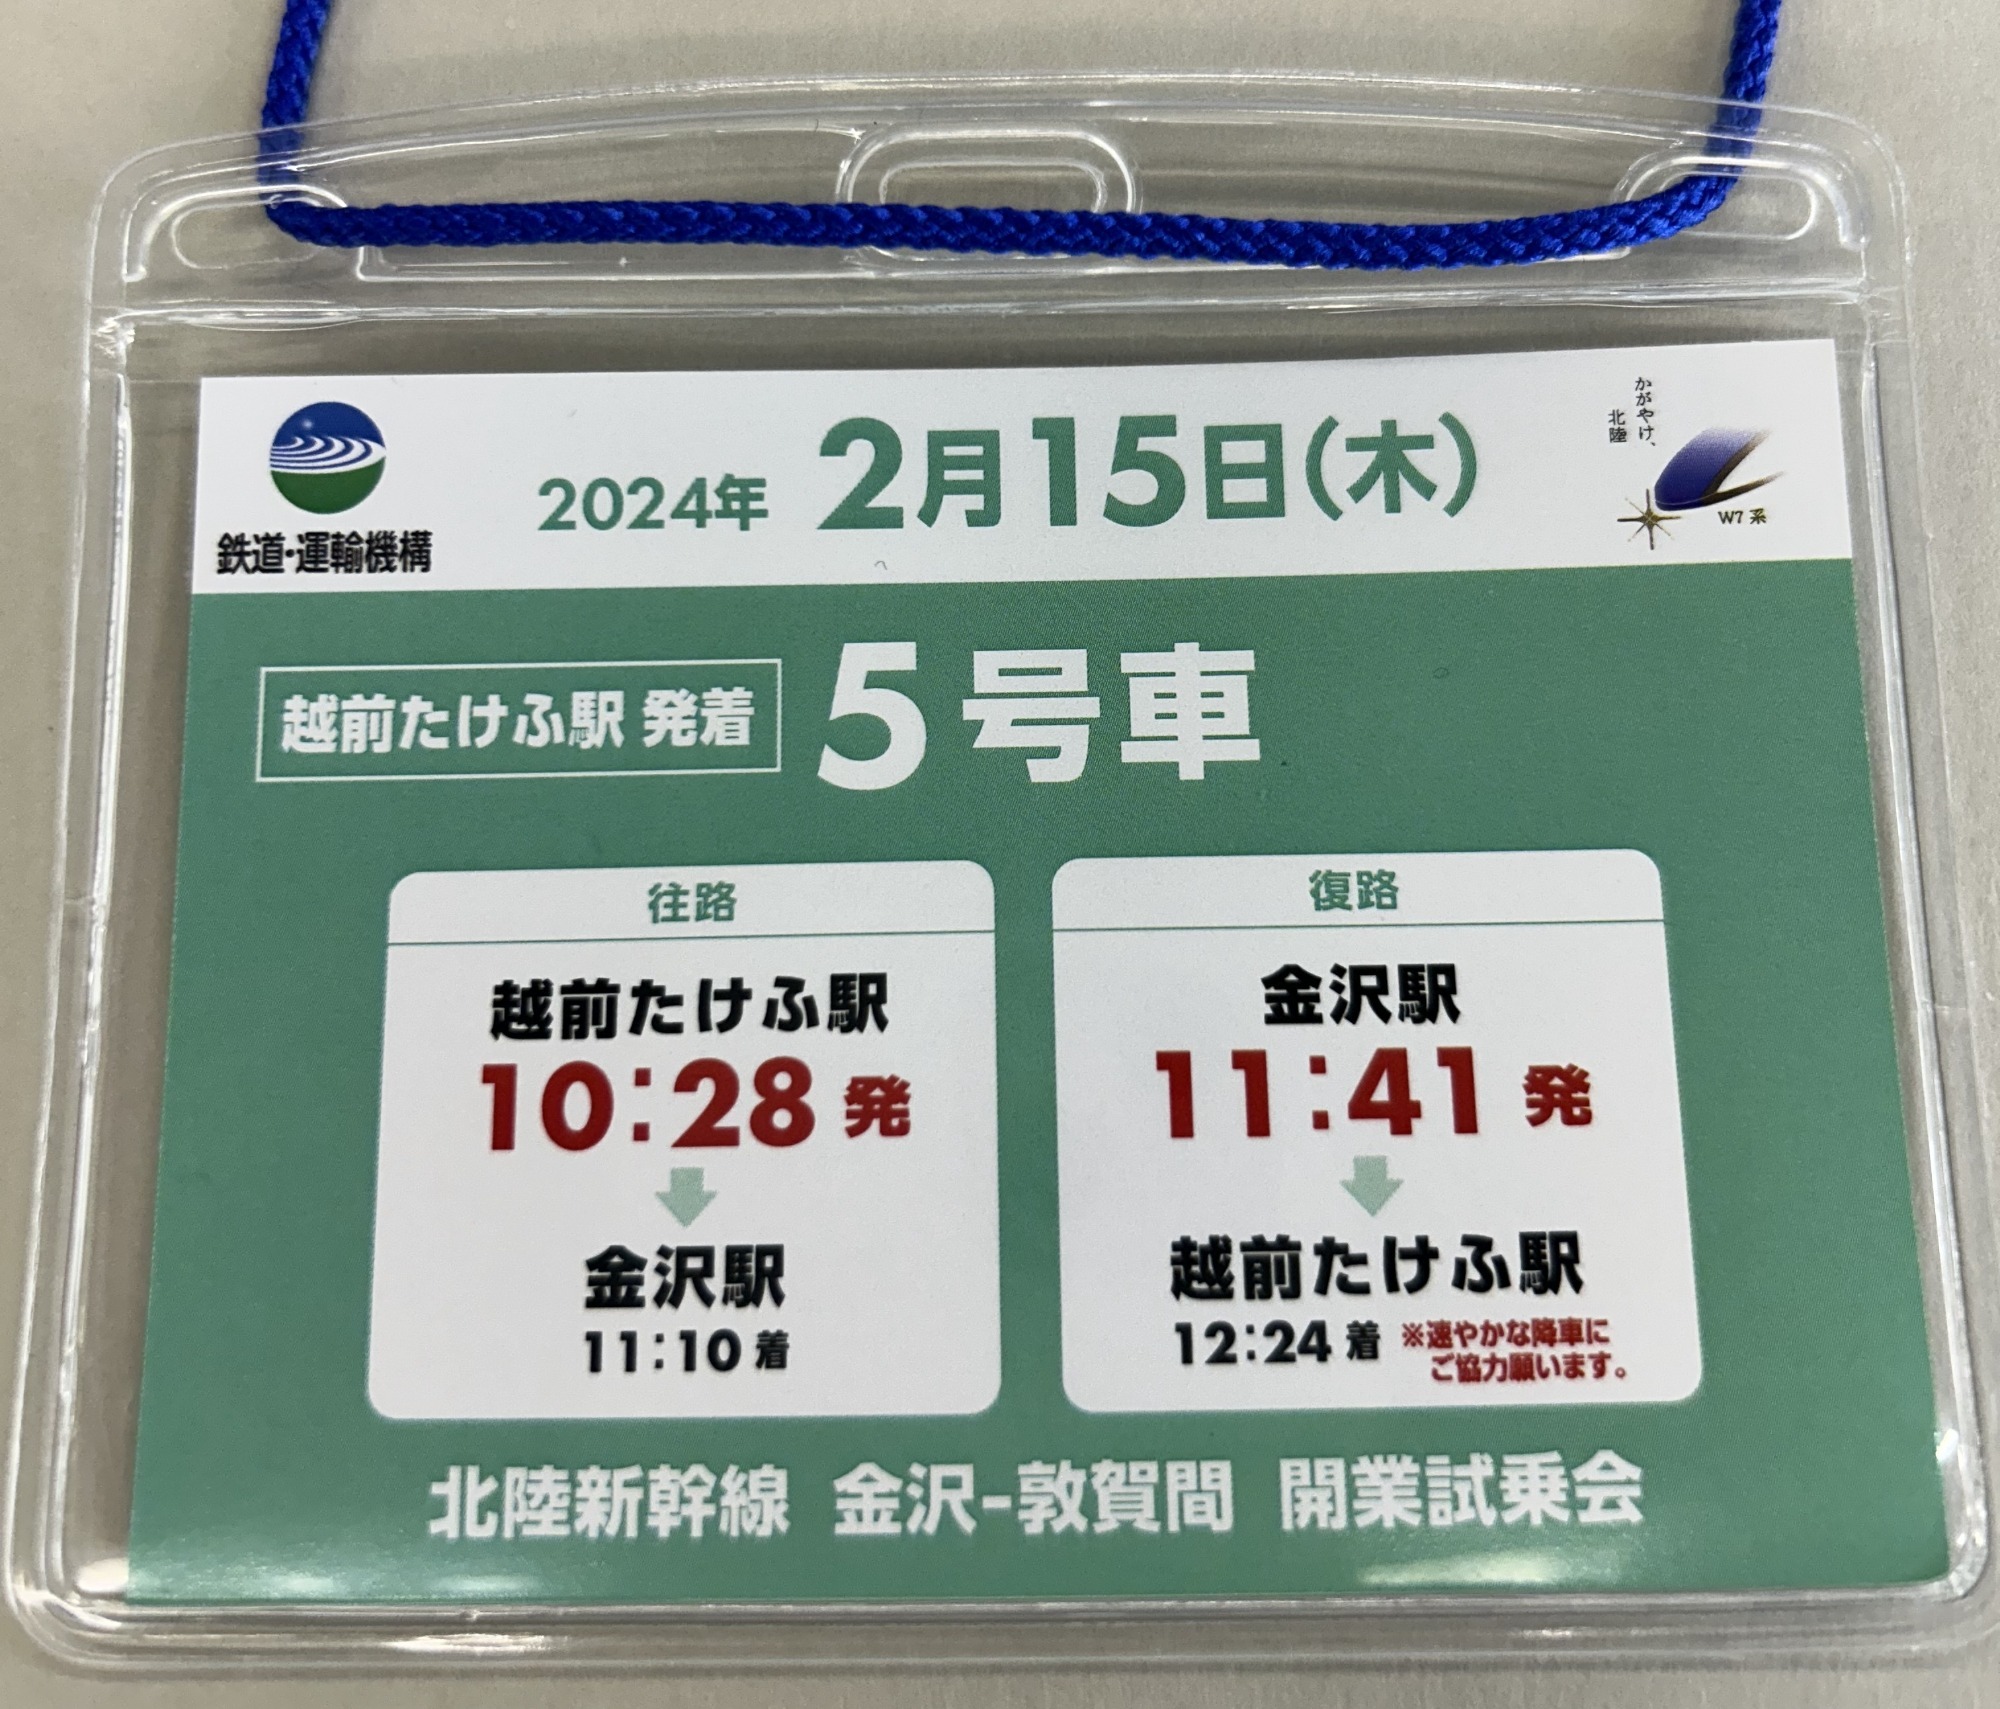 鉄道・運輸機構
2024年 2月15日(木)
かがやけ、
北陸
W7系
越前たけふ駅 発着 5号車
往路
越前たけふ駅
10:28 発
金沢駅
11:10 着
復路
金沢駅
11:41 発
越前たけふ駅
12:24 着 ※速やかな降車に
ご協力願います。
北陸新幹線 金沢-敦賀間 開業試乗会